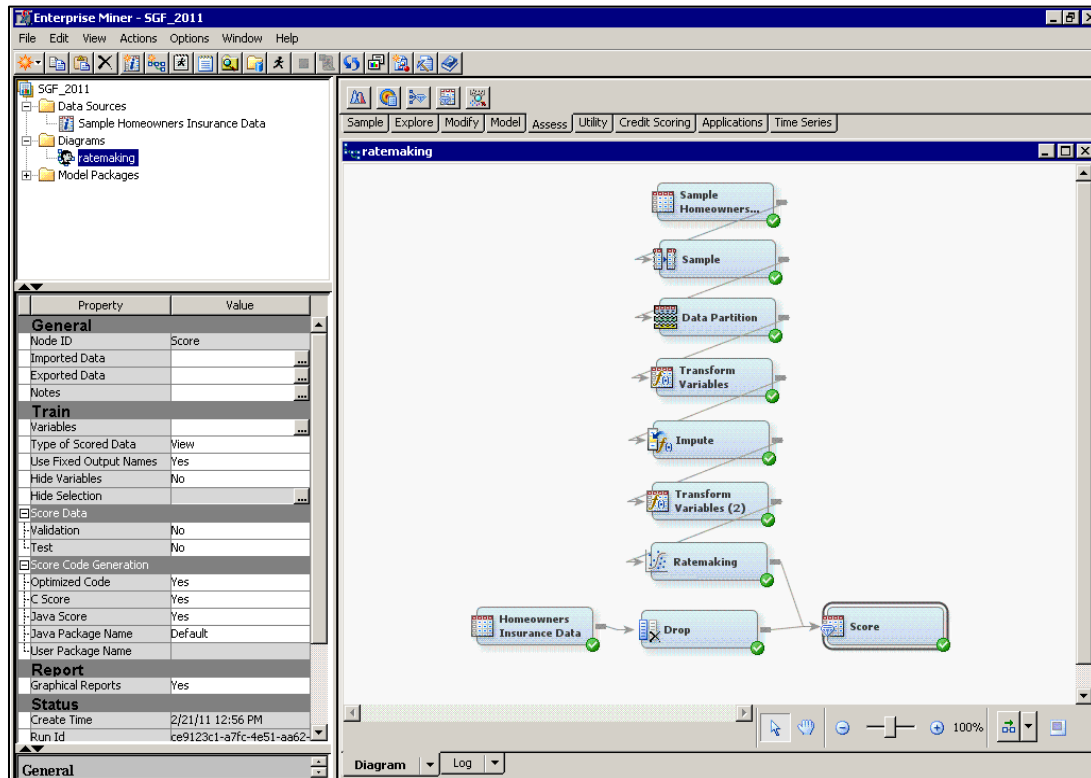 Enterprise Miner - SGF_2011
File Edit View Actions Options Window Help
SGF_2011
Data Sources
Sample Homeowners Insurance Data
Diagrams
ratemaking
Model Packages
Property Value
General
Node ID Score
Imported Data ...
Exported Data ...
Notes ...
Train
Variables ...
Type of Scored Data View
Use Fixed Output Names Yes
Hide Variables No
Hide Selection ...
Score Data
Validation No
Test No
Score Code Generation
Optimized Code Yes
C Score Yes
Java Score Yes
Java Package Name Default
User Package Name
Report
Graphical Reports Yes
Status
Create Time 2/21/11 12:56 PM
Run Id ce9123c1-a7fc-4e51-aa62-
General
Sample Explore Modify Model Assess Utility Credit Scoring Applications Time Series
ratemaking
Sample
Homeowners...
Sample
Data Partition
Transform
Variables
Impute
Transform
Variables (2)
Ratemaking
Homeowners
Insurance Data
Drop
Score
100%
Diagram Log